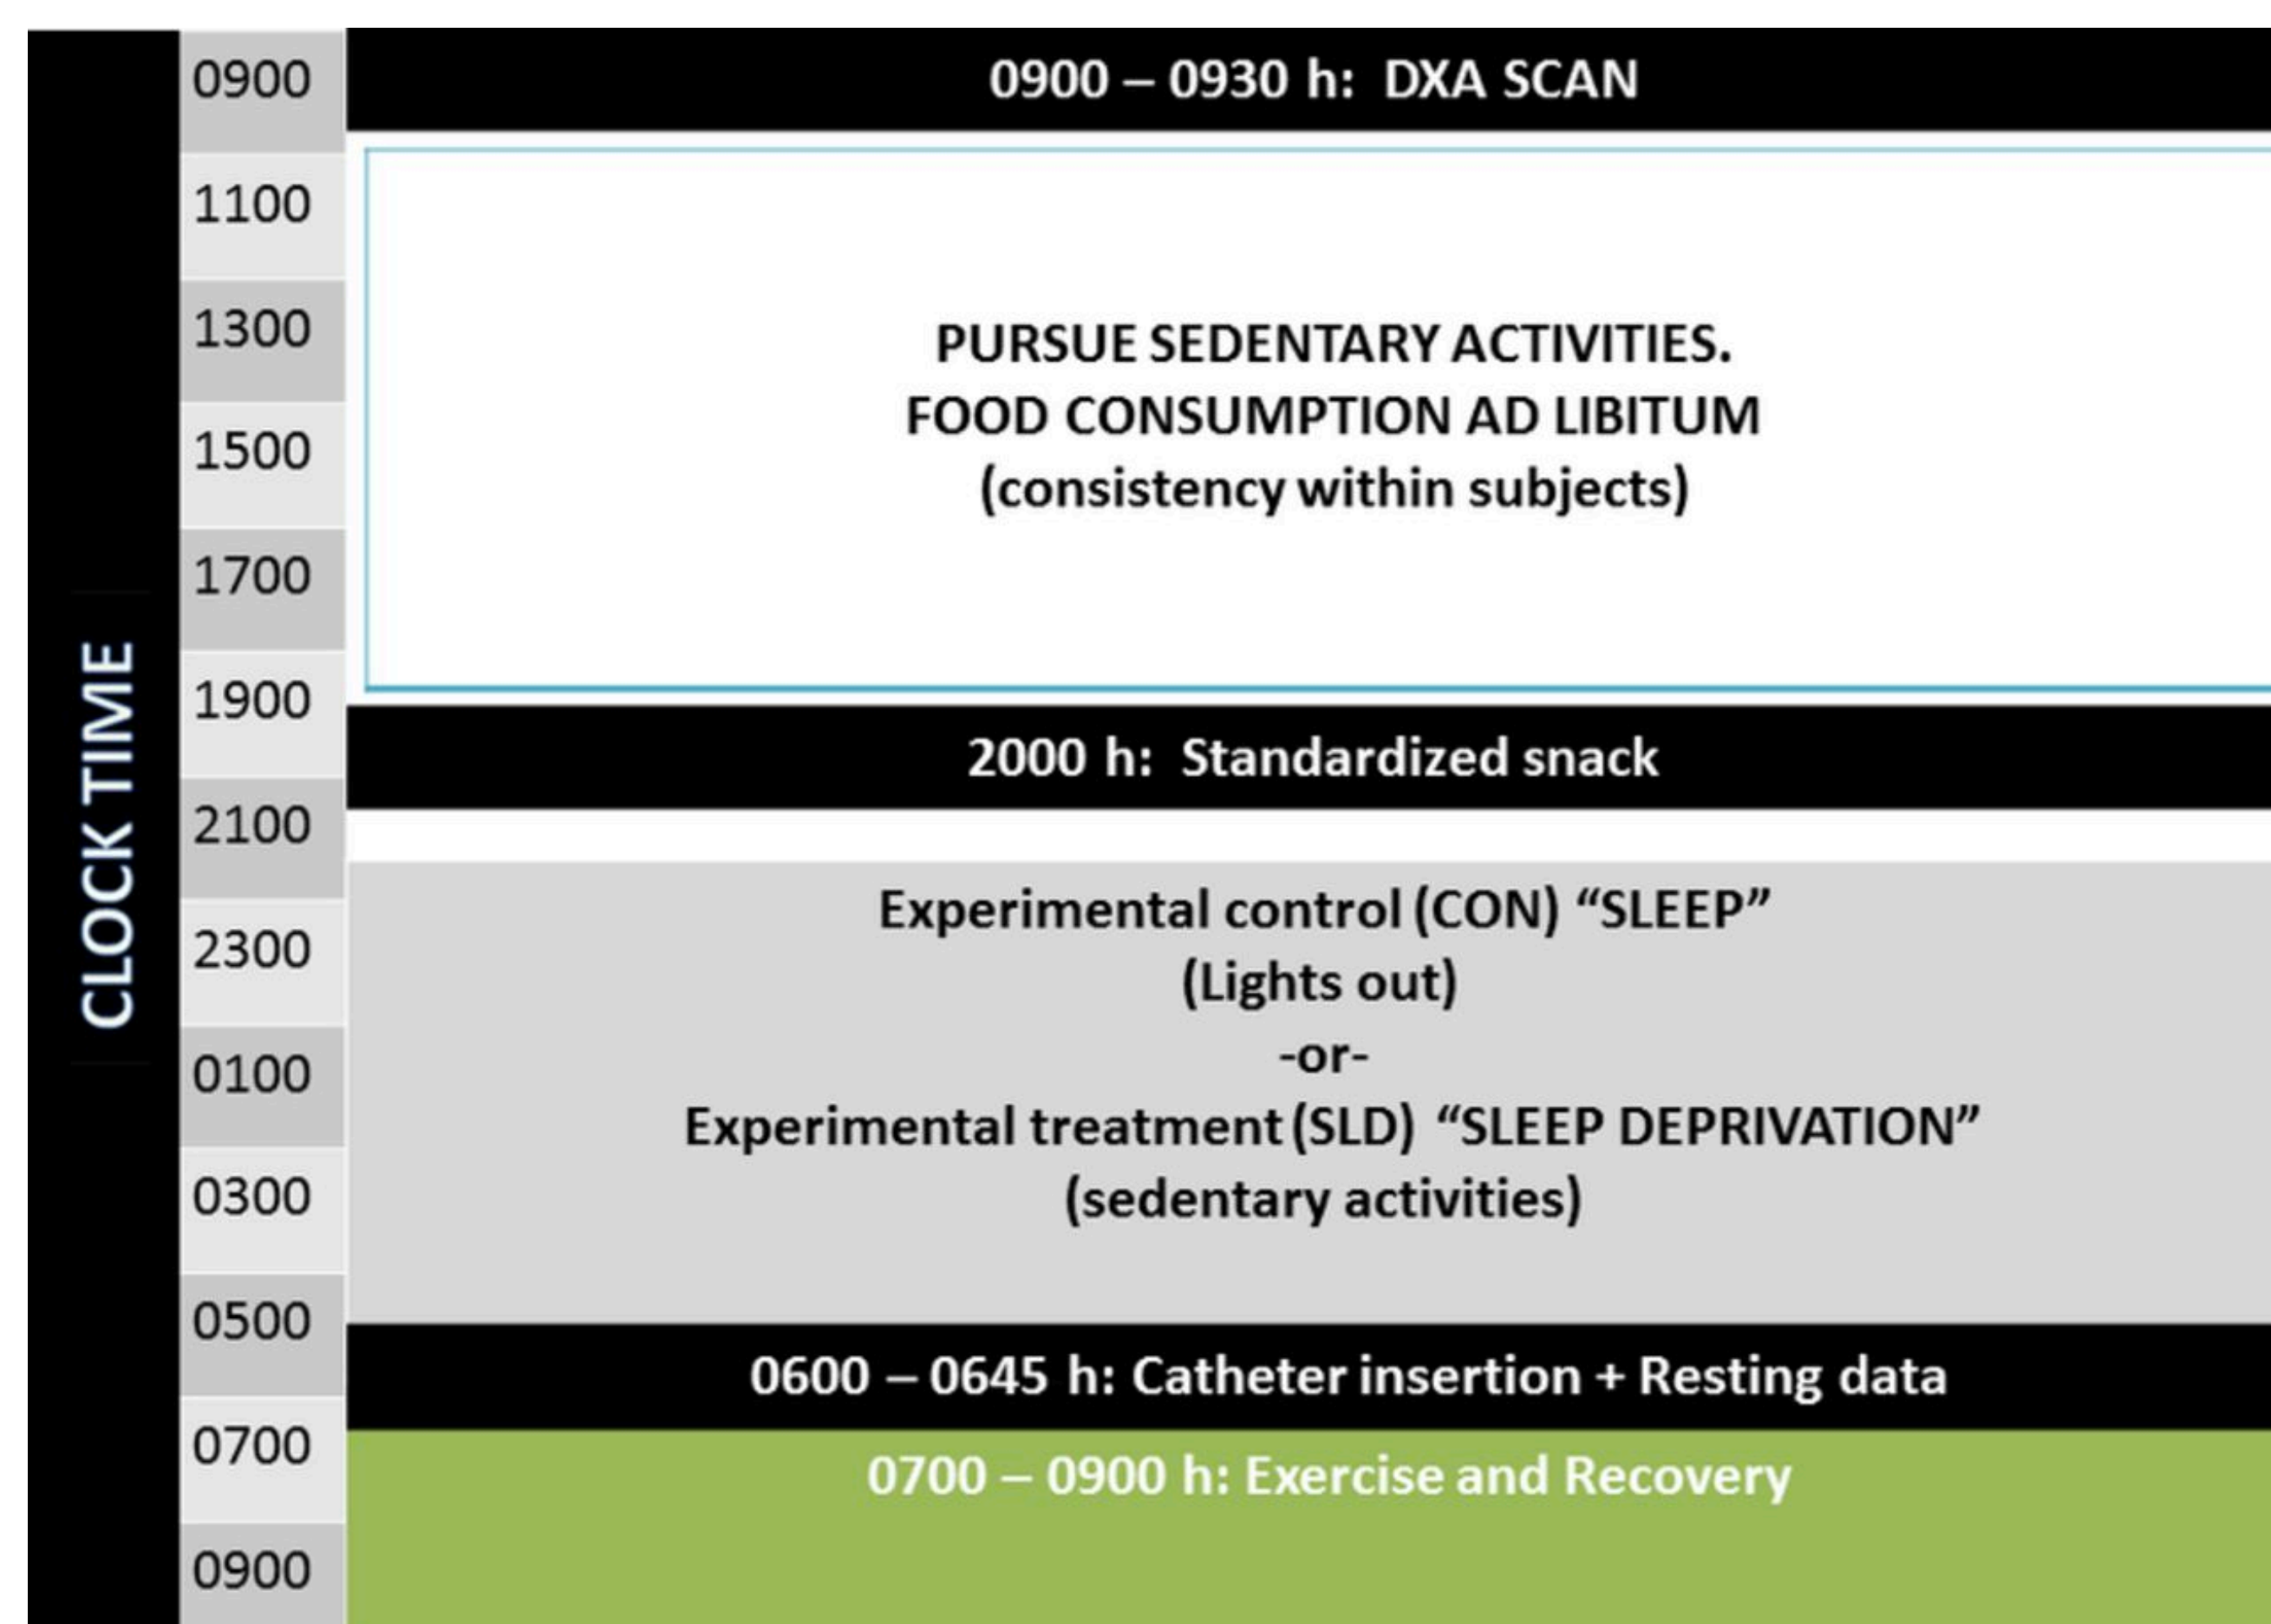 CLOCK TIME
0900
1100
1300
1500
1700
1900
2100
2300
0100
0300
0500
0700
0900
0900 – 0930 h: DXA SCAN
PURSUE SEDENTARY ACTIVITIES.
FOOD CONSUMPTION AD LIBITUM
(consistency within subjects)
2000 h: Standardized snack
Experimental control (CON) “SLEEP”
(Lights out)
-or-
Experimental treatment (SLD) “SLEEP DEPRIVATION”
(sedentary activities)
0600 – 0645 h: Catheter insertion + Resting data
0700 – 0900 h: Exercise and Recovery